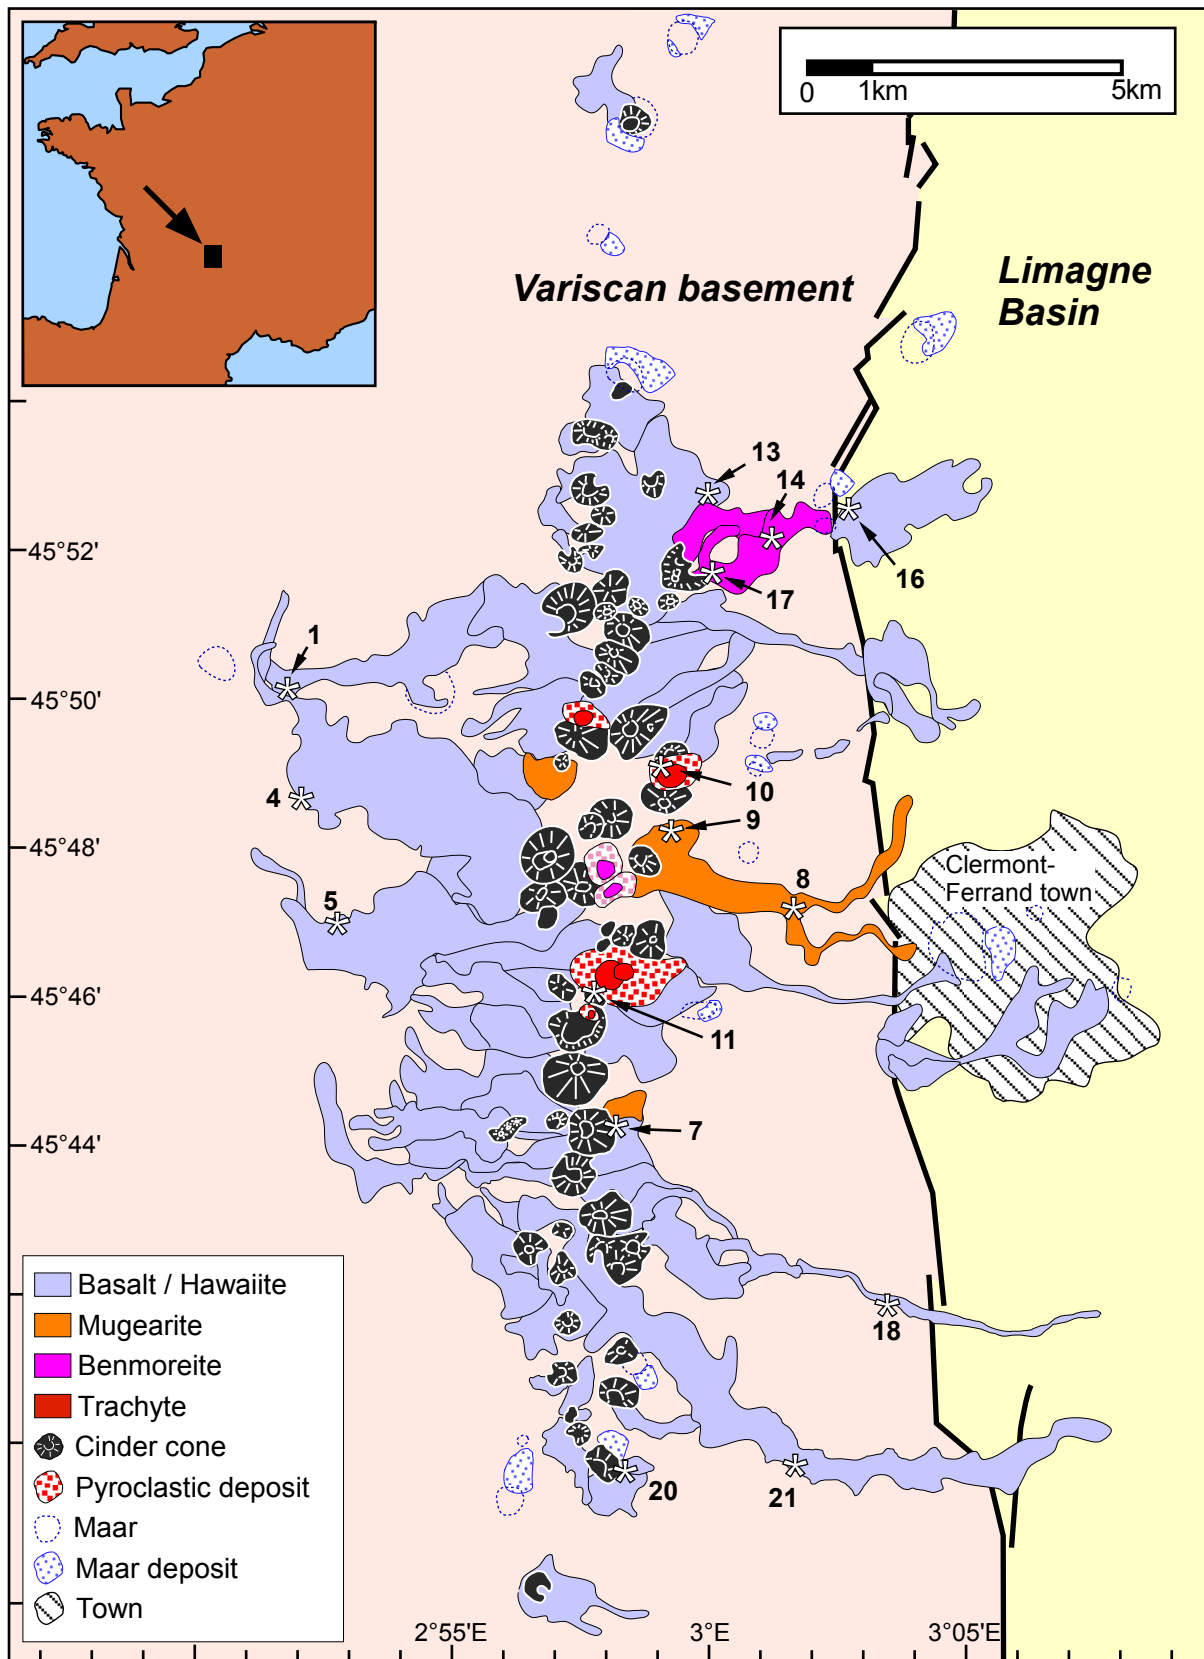 0
1km
5km
Variscan basement
Limagne
Basin
13
14
45°52'
16
17
1
45°50'
10
4
9
45°48'
8
Clermont-
Ferrand town
5
45°46'
11
7
45°44'
Basalt / Hawaiite
Mugearite
Benmoreite
Trachyte
Cinder cone
Pyroclastic deposit
Maar
Maar deposit
Town
18
20
21
2°55'E
3°E
3°05'E